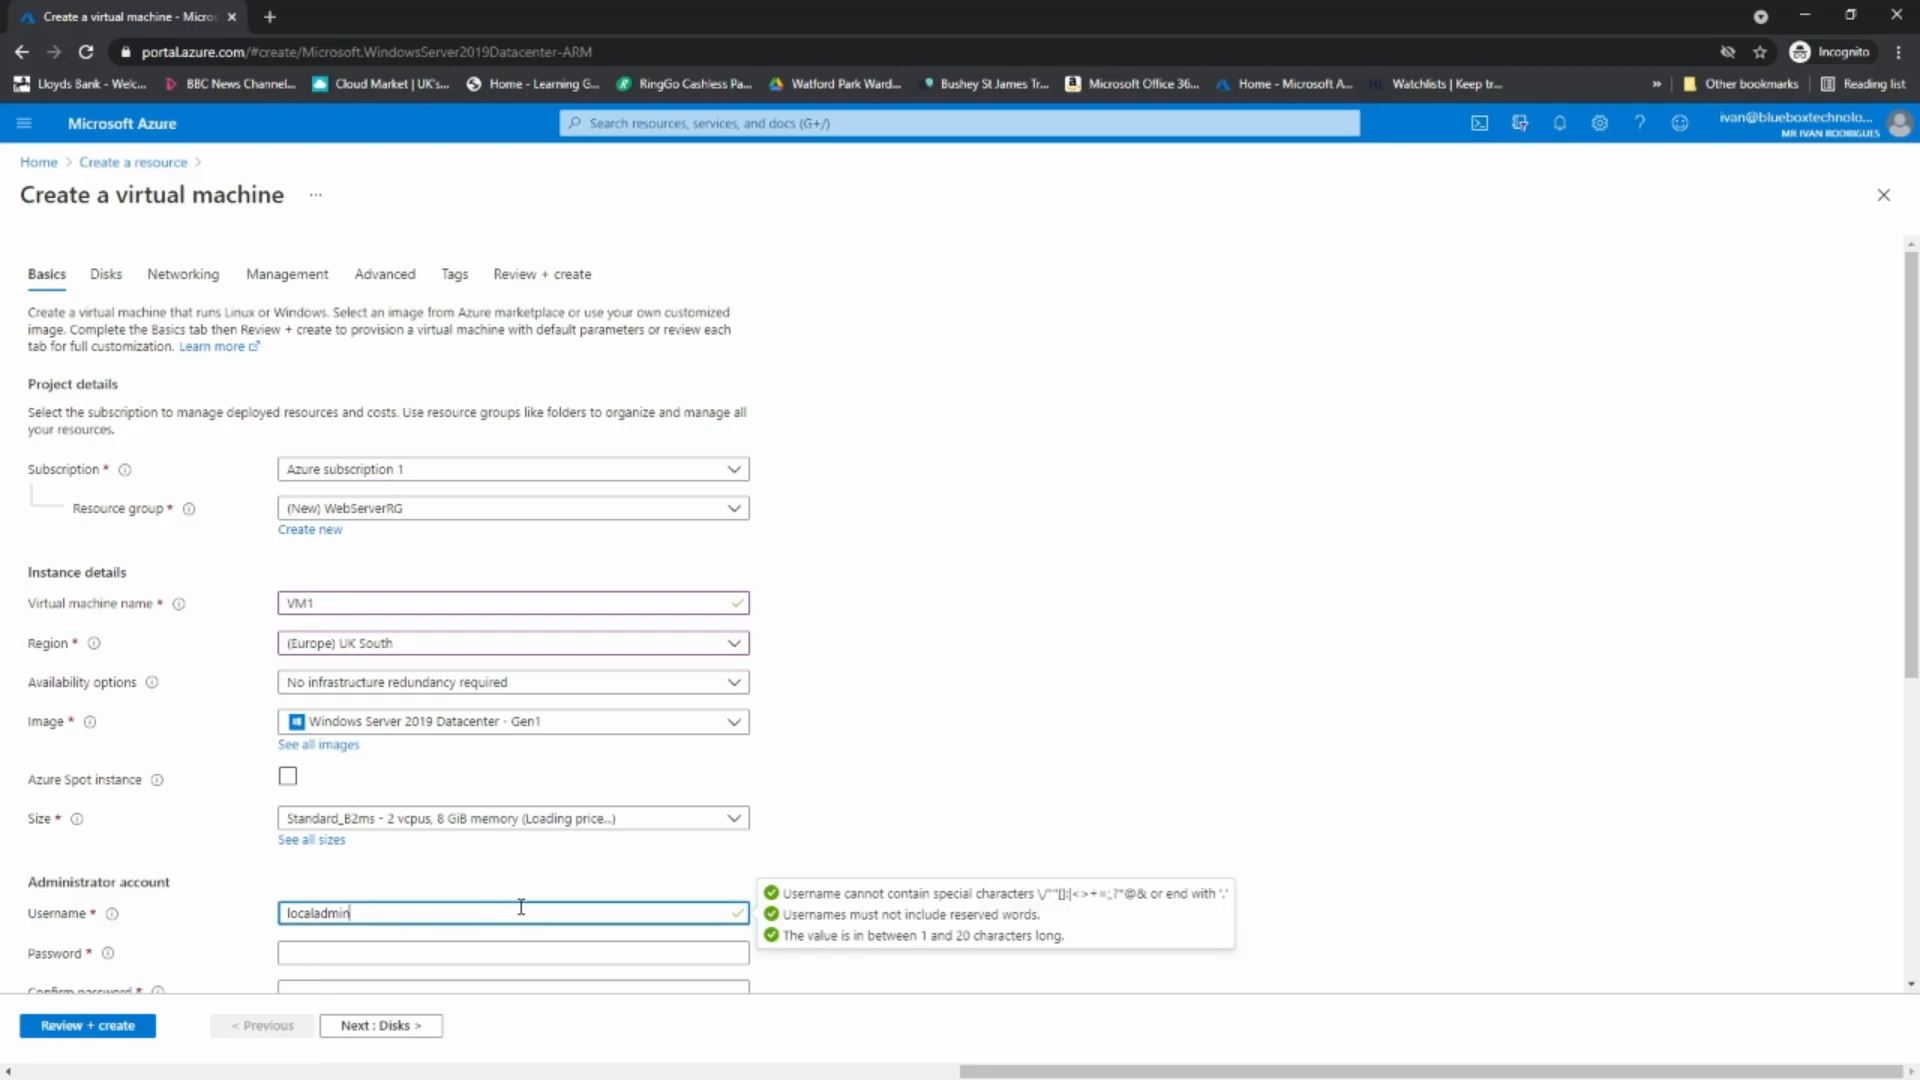 Create a virtual machine - Micros
portal.azure.com/#create/Microsoft.WindowsServer2019Datacenter-ARM
Incognito
Lloyds Bank - Welc...
BBC News Channel...
Cloud Market | UK's...
Home - Learning G...
RingGo Cashless Pa...
Watford Park Ward...
Bushey St James Tr...
Microsoft Office 36...
Home - Microsoft A...
Watchlists | Keep tr...
»
Other bookmarks
Reading list
Microsoft Azure
Search resources, services, and docs (G+/)
ivan@blueboxtechnolo...
MR IVAN RODRIGUES
Home > Create a resource >
Create a virtual machine ...
Basics
Disks
Networking
Management
Advanced
Tags
Review + create
Create a virtual machine that runs Linux or Windows. Select an image from Azure marketplace or use your own customized
image. Complete the Basics tab then Review + create to provision a virtual machine with default parameters or review each
tab for full customization. Learn more
Project details
Select the subscription to manage deployed resources and costs. Use resource groups like folders to organize and manage all
your resources.
Subscription *
Azure subscription 1
Resource group *
(New) WebServerRG
Create new
Instance details
Virtual machine name *
VM1
Region *
(Europe) UK South
Availability options
No infrastructure redundancy required
Image *
Windows Server 2019 Datacenter - Gen1
See all images
Azure Spot instance
Size *
Standard_B2ms - 2 vcpus, 8 GiB memory (Loading price...)
See all sizes
Administrator account
Username *
localadmin
Username cannot contain special characters or end with '.'
Usernames must not include reserved words.
The value is in between 1 and 20 characters long.
Password *
Confirm password *
Review + create
< Previous
Next : Disks >